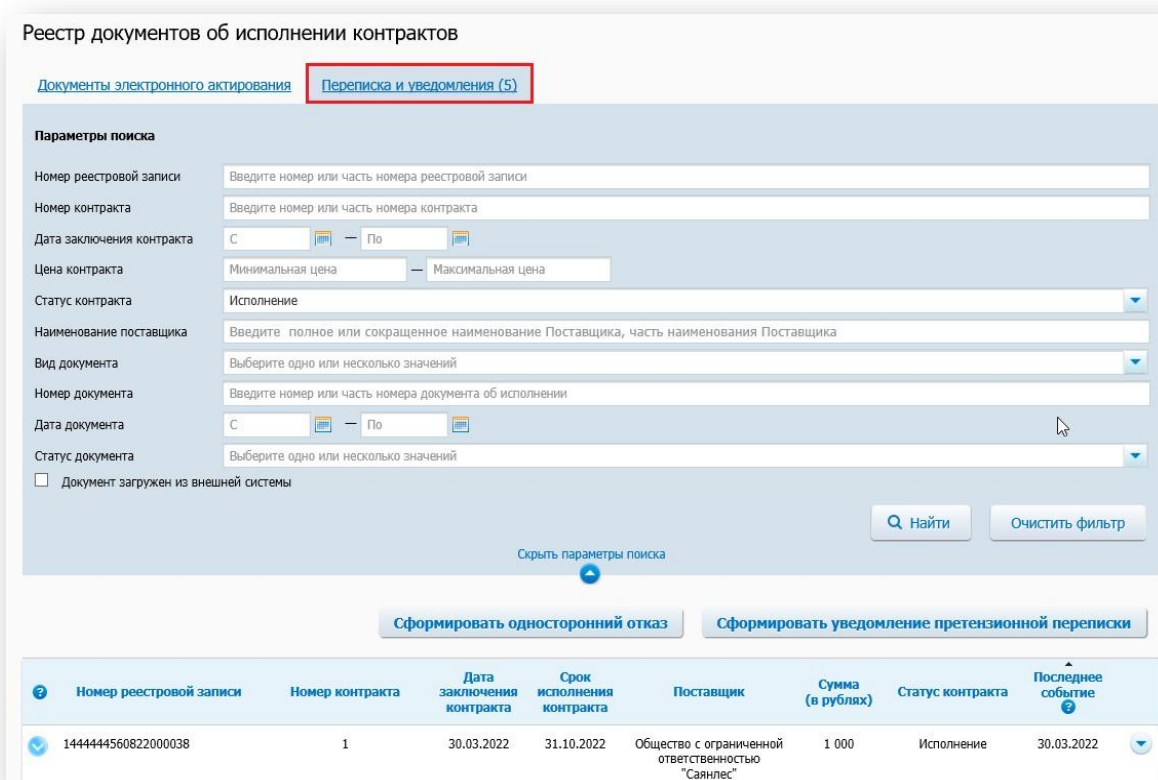 Реестр документов об исполнении контрактов
Документы электронного актирования Переписка и уведомления (5)
Параметры поиска
Номер реестровой записи Введите номер или часть номера реестровой записи
Номер контракта Введите номер или часть номера контракта
Дата заключения контракта С — По
Цена контракта Минимальная цена — Максимальная цена
Статус контракта Исполнение
Наименование поставщика Введите полное или сокращенное наименование Поставщика, часть наименования Поставщика
Вид документа Выберите одно или несколько значений
Номер документа Введите номер или часть номера документа об исполнении
Дата документа С — По
Статус документа Выберите одно или несколько значений
Документ загружен из внешней системы
Найти Очистить фильтр
Скрыть параметры поиска
Сформировать односторонний отказ Сформировать уведомление претензионной переписки
? Номер реестровой записи Номер контракта Дата заключения контракта Срок исполнения контракта Поставщик Сумма (в рублях) Статус контракта Последнее событие ?
1444444560822000038 1 30.03.2022 31.10.2022 Общество с ограниченной 1 000 Исполнение 30.03.2022
ответственностью
"Саянлес"